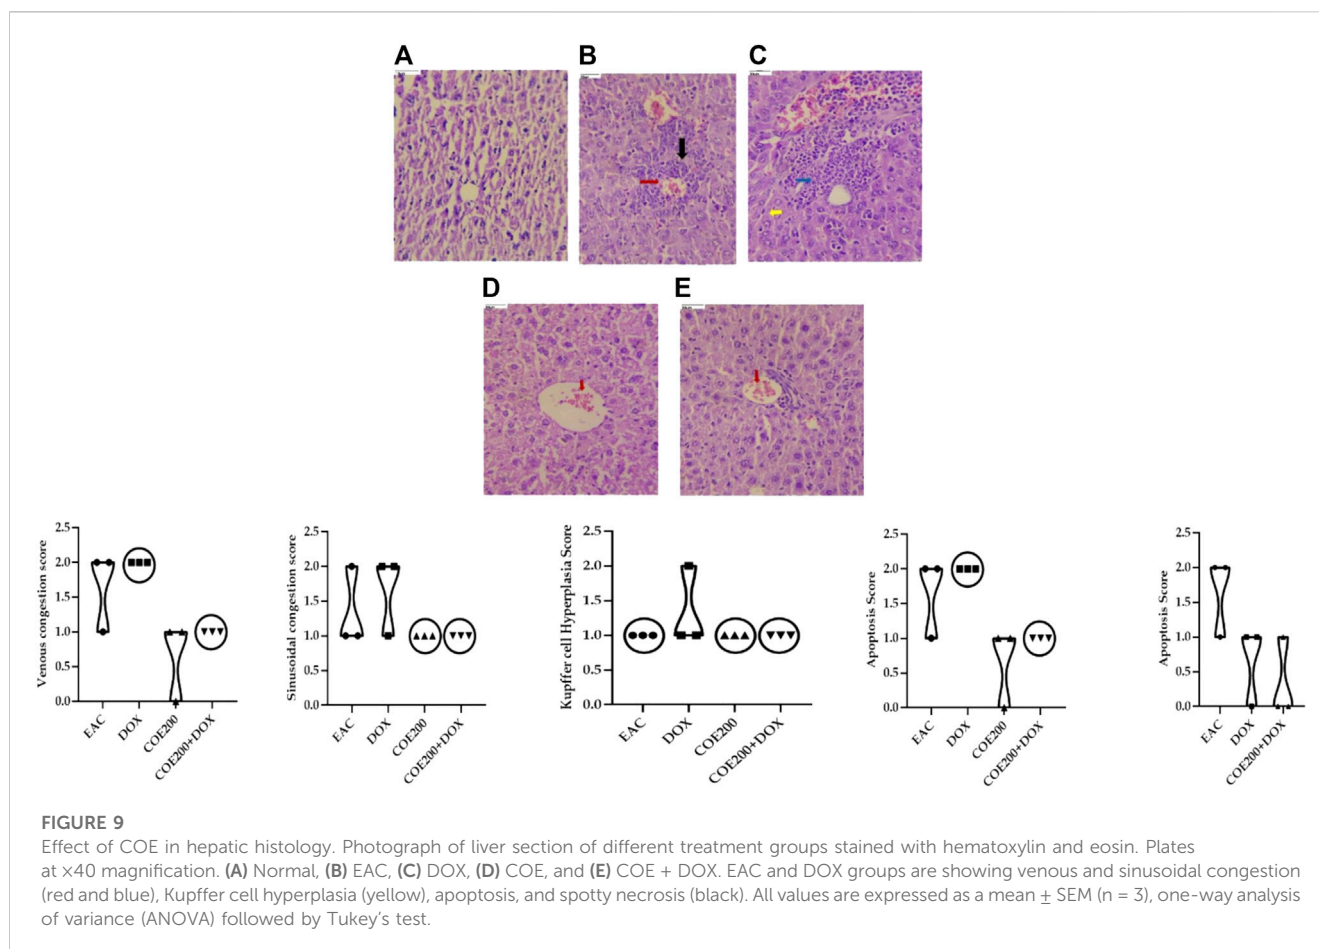 A
B
C
D
E
Venous congestion score
2.5
2.0
1.5
1.0
0.5
0.0
EAC
DOX
COE200
COE200+DOX
Sinusoidal congestion score
2.5
2.0
1.5
1.0
0.5
0.0
EAC
DOX
COE200
COE200+DOX
Kupffer cell Hyperplasia Score
2.5
2.0
1.5
1.0
0.5
0.0
EAC
DOX
COE200
COE200+DOX
Apoptosis Score
2.5
2.0
1.5
1.0
0.5
0.0
EAC
DOX
COE200
COE200+DOX
Apoptosis Score
2.5
2.0
1.5
1.0
0.5
0.0
EAC
DOX
COE200+DOX
FIGURE 9
Effect of COE in hepatic histology. Photograph of liver section of different treatment groups stained with hematoxylin and eosin. Plates
at ×40 magnification. (A) Normal, (B) EAC, (C) DOX, (D) COE, and (E) COE + DOX. EAC and DOX groups are showing venous and sinusoidal congestion
(red and blue), Kupffer cell hyperplasia (yellow), apoptosis, and spotty necrosis (black). All values are expressed as a mean ± SEM (n = 3), one-way analysis
of variance (ANOVA) followed by Tukey's test.